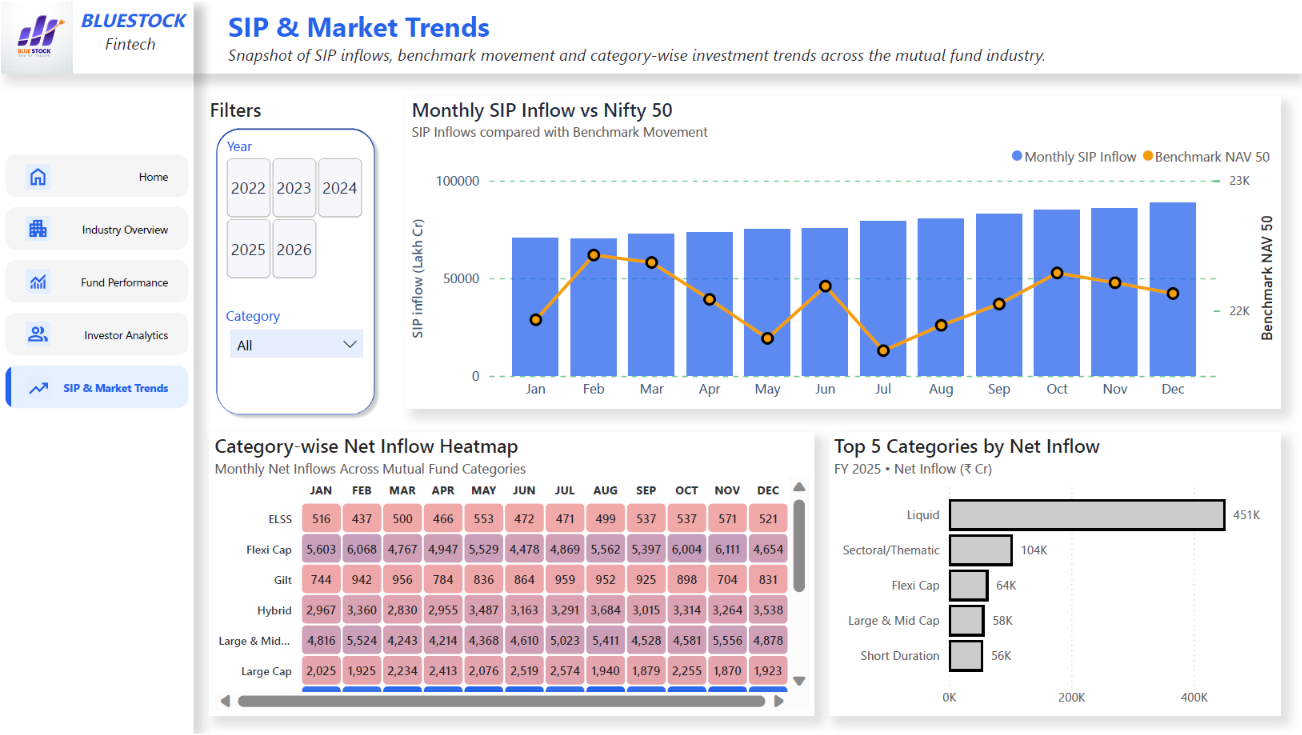 BLUESTOCK
Fintech
BLUE STOCK
SIP & Market Trends
Snapshot of SIP inflows, benchmark movement and category-wise investment trends across the mutual fund industry.
Home
Industry Overview
Fund Performance
Investor Analytics
SIP & Market Trends
Filters
Year
2022 2023 2024
2025 2026
Category
All
Monthly SIP Inflow vs Nifty 50
SIP Inflows compared with Benchmark Movement
Monthly SIP Inflow Benchmark NAV 50
SIP inflow (Lakh Cr)
100000
50000
0
23K
22K
Benchmark NAV 50
Jan Feb Mar Apr May Jun Jul Aug Sep Oct Nov Dec
Category-wise Net Inflow Heatmap
Monthly Net Inflows Across Mutual Fund Categories
JAN FEB MAR APR MAY JUN JUL AUG SEP OCT NOV DEC
ELSS 516 437 500 466 553 472 471 499 537 537 571 521
Flexi Cap 5,603 6,068 4,767 4,947 5,529 4,478 4,869 5,562 5,397 6,004 6,111 4,654
Gilt 744 942 956 784 836 864 959 952 925 898 704 831
Hybrid 2,967 3,360 2,830 2,955 3,487 3,163 3,291 3,684 3,015 3,314 3,264 3,538
Large & Mid... 4,816 5,524 4,243 4,214 4,368 4,610 5,023 5,411 4,528 4,581 5,556 4,878
Large Cap 2,025 1,925 2,234 2,413 2,076 2,519 2,574 1,940 1,879 2,255 1,870 1,923
Top 5 Categories by Net Inflow
FY 2025 • Net Inflow (₹ Cr)
Liquid 451K
Sectoral/Thematic 104K
Flexi Cap 64K
Large & Mid Cap 58K
Short Duration 56K
0K 200K 400K